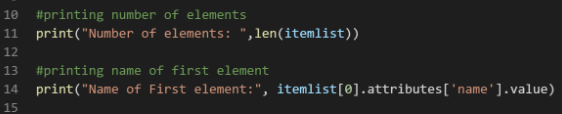 10 #printing number of elements
11 print("Number of elements: ",len(itemlist))
12
13 #printing name of first element
14 print("Name of First element:", itemlist[0].attributes['name'].value)
15